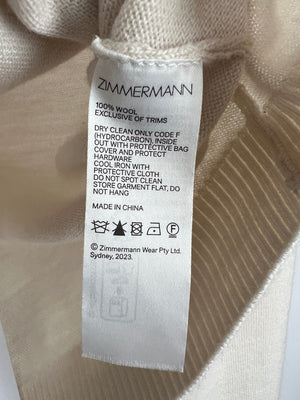 ZIMMERMANN
100% WOOL
EXCLUSIVE OF TRIMS
DRY CLEAN ONLY CODE F
(HYDROCARBON), INSIDE
OUT WITH PROTECTIVE BAG
COVER AND PROTECT
HARDWARE
COOL IRON WITH
PROTECTIVE CLOTH
DO NOT SPOT CLEAN
STORE GARMENT FLAT, DO
NOT HANG
MADE IN CHINA
F
© Zimmermann Wear Pty Ltd.
Sydney, 2023.